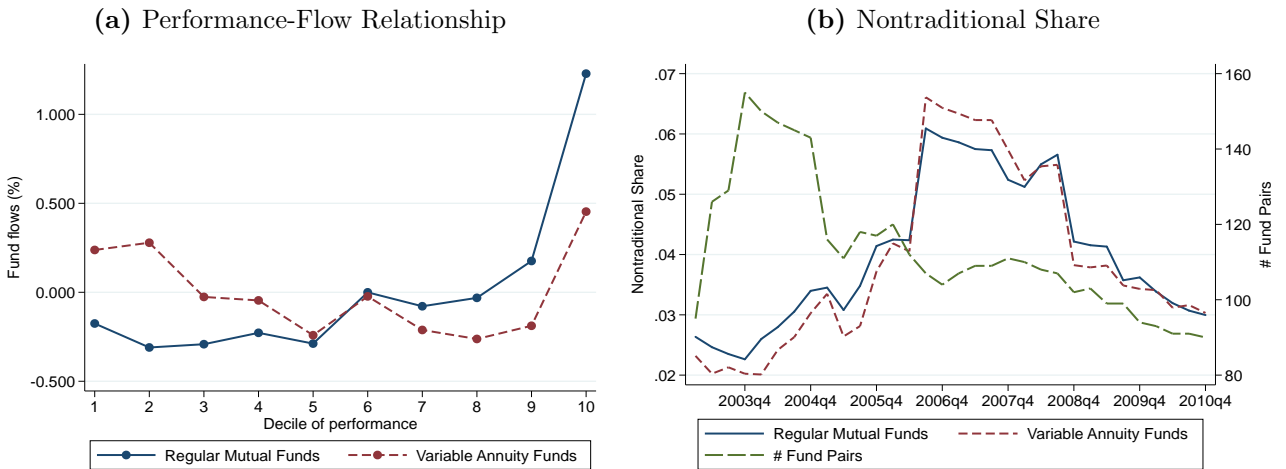 (a) Performance-Flow Relationship
1.000
0.500
0.000
-0.500
Fund flows (%)
1 2 3 4 5 6 7 8 9 10
Decile of performance
Regular Mutual Funds Variable Annuity Funds
(b) Nontraditional Share
.07
.06
.05
.04
.03
.02
Nontraditional Share
160
140
120
100
80
# Fund Pairs
2003q4 2004q4 2005q4 2006q4 2007q4 2008q4 2009q4 2010q4
Regular Mutual Funds Variable Annuity Funds
# Fund Pairs